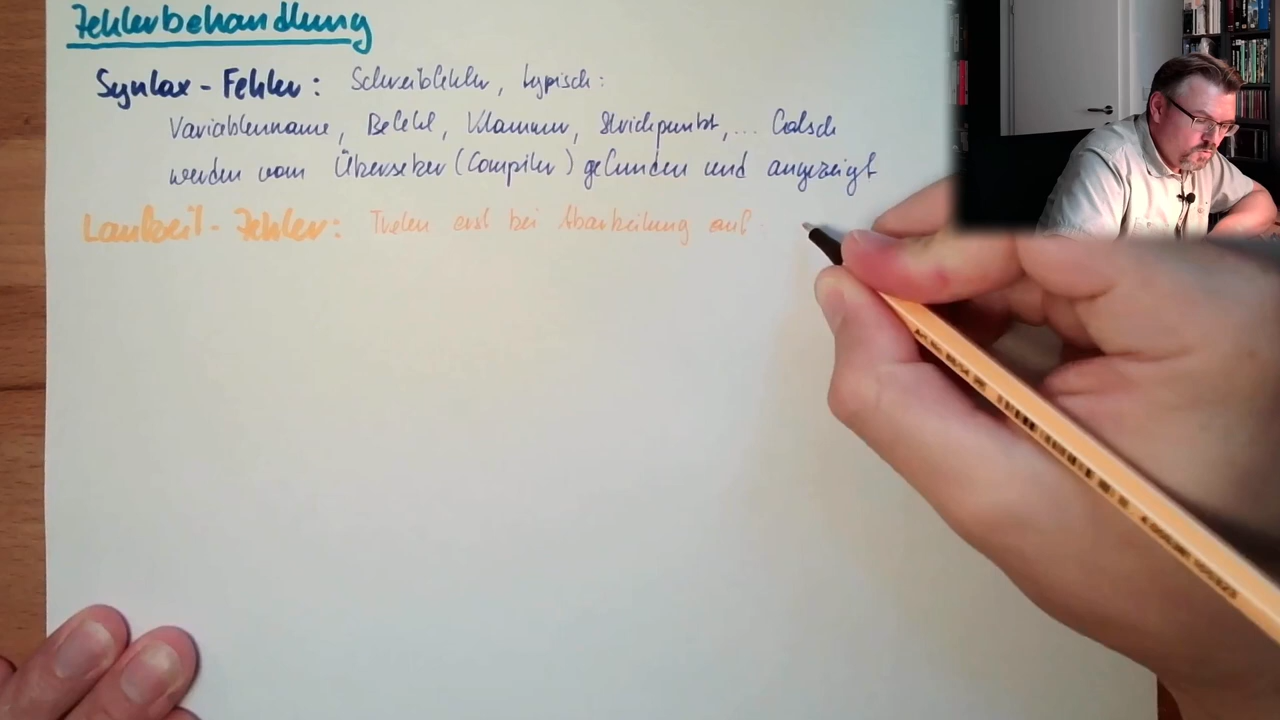 Fehlerbehandlung
Syntax-Fehler: Schreibfehler, typisch:
Variablenname, Befehl, Klammer, Strichpunkt, ... falsch
werden vom Übersetzer (Compiler) gefunden und angezeigt
Laufzeit-Fehler: Treten erst bei Abarbeitung auf.